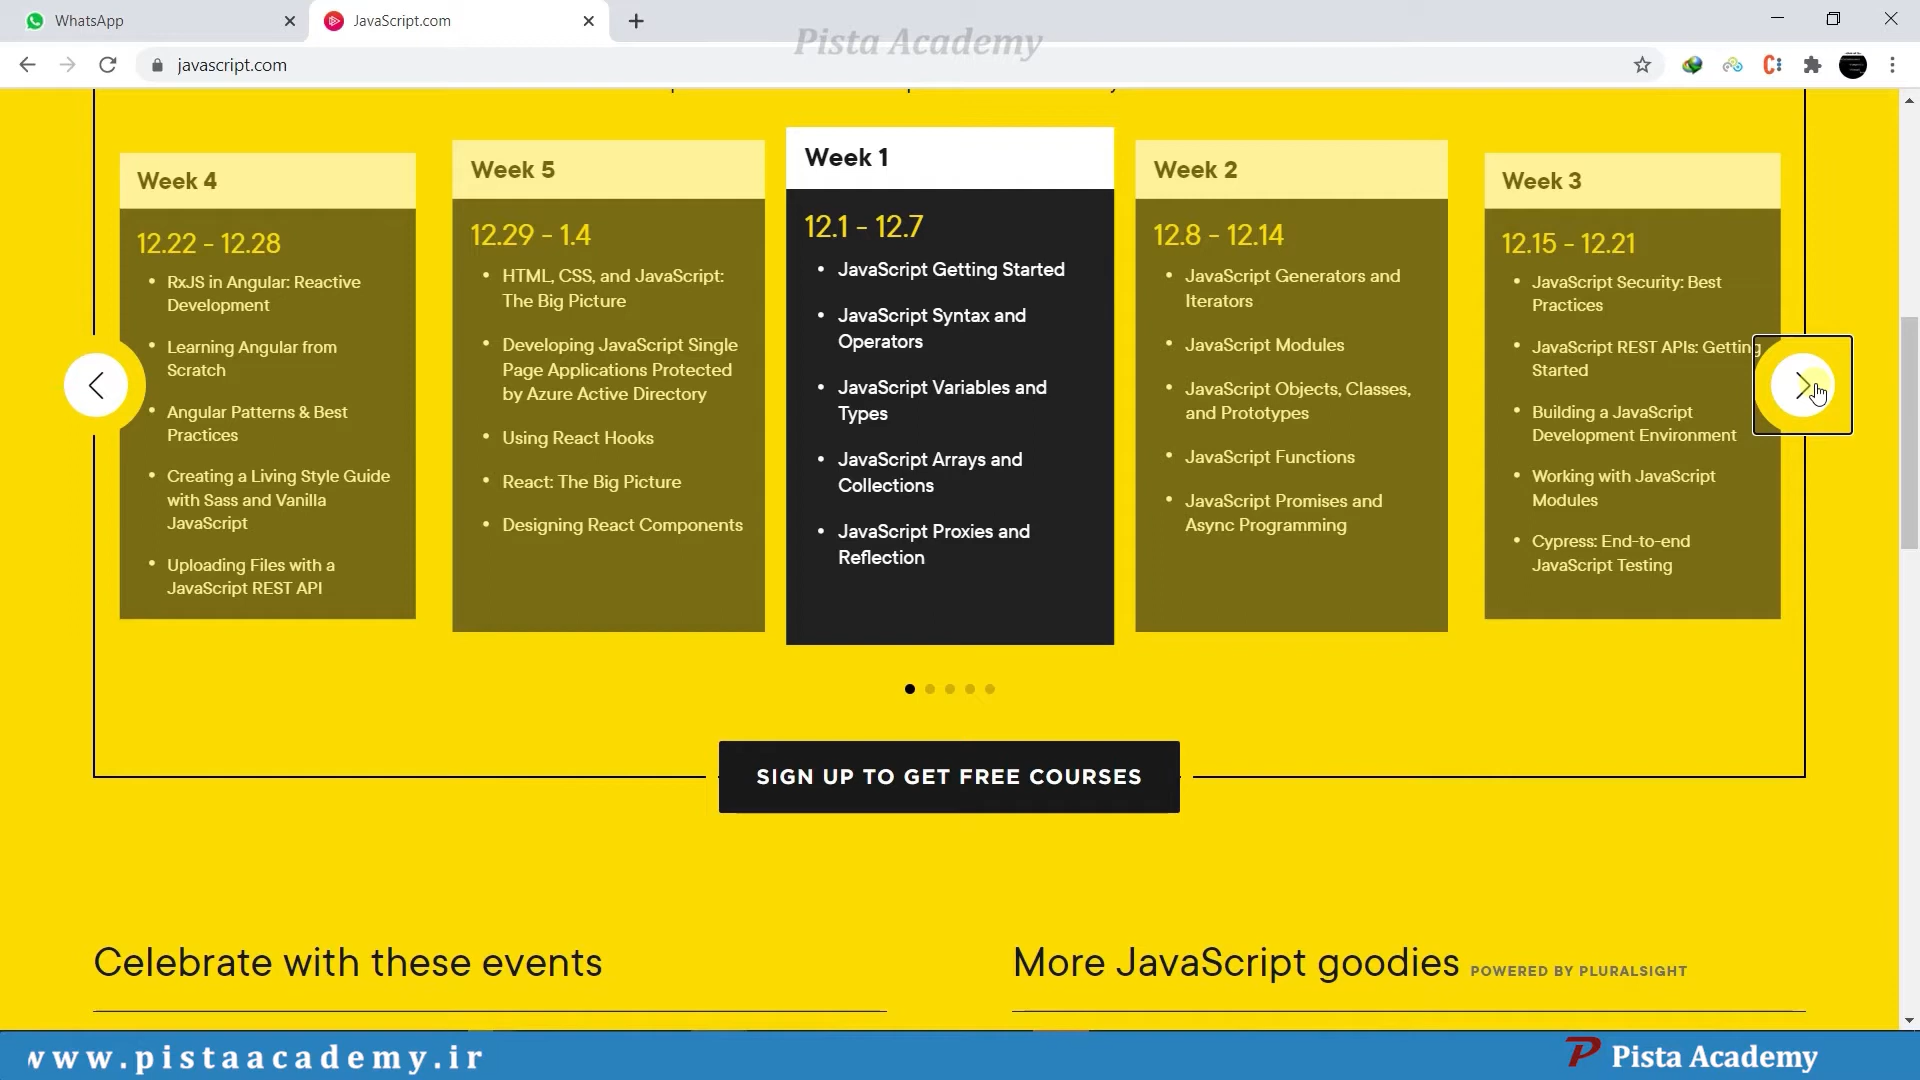 WhatsApp
JavaScript.com
Pista Academy
javascript.com
Week 4
12.22 - 12.28
• RxJS in Angular: Reactive
Development
• Learning Angular from
Scratch
• Angular Patterns & Best
Practices
• Creating a Living Style Guide
with Sass and Vanilla
JavaScript
• Uploading Files with a
JavaScript REST API
Week 5
12.29 - 1.4
• HTML, CSS, and JavaScript:
The Big Picture
• Developing JavaScript Single
Page Applications Protected
by Azure Active Directory
• Using React Hooks
• React: The Big Picture
• Designing React Components
Week 1
12.1 - 12.7
• JavaScript Getting Started
• JavaScript Syntax and
Operators
• JavaScript Variables and
Types
• JavaScript Arrays and
Collections
• JavaScript Proxies and
Reflection
Week 2
12.8 - 12.14
• JavaScript Generators and
Iterators
• JavaScript Modules
• JavaScript Objects, Classes,
and Prototypes
• JavaScript Functions
• JavaScript Promises and
Async Programming
Week 3
12.15 - 12.21
• JavaScript Security: Best
Practices
• JavaScript REST APIs: Getting
Started
• Building a JavaScript
Development Environment
• Working with JavaScript
Modules
• Cypress: End-to-end
JavaScript Testing
SIGN UP TO GET FREE COURSES
Celebrate with these events
More JavaScript goodies POWERED BY PLURALSIGHT
www.pistaacademy.ir
Pista Academy